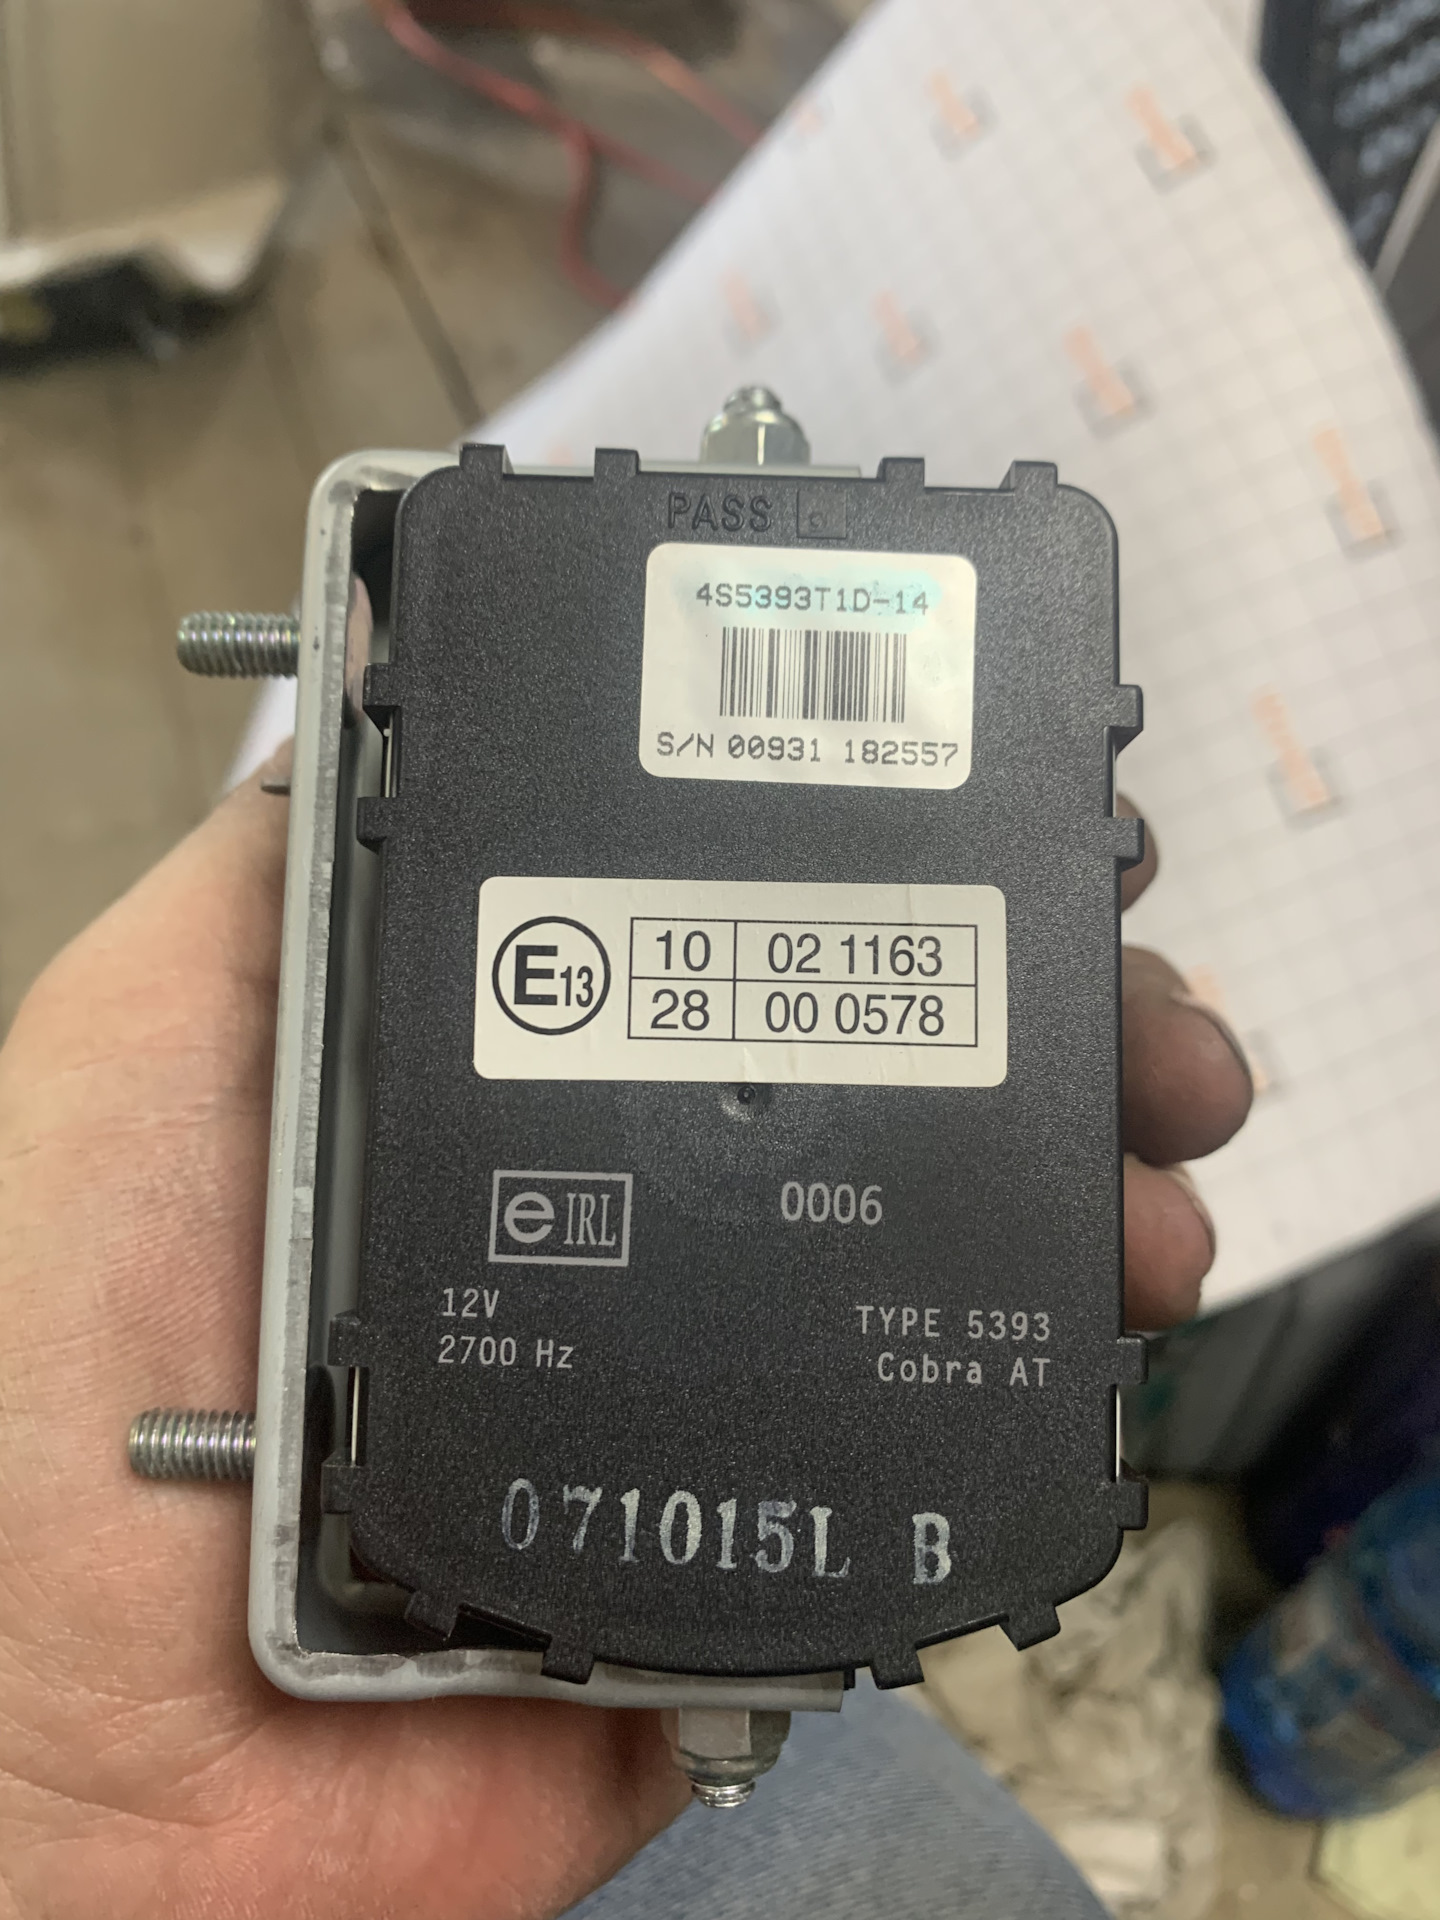 PASS
4S5393T1D-14
S/N 00931 182557
E13
10 02 1163
28 00 0578
e IRL 0006
12V
2700 Hz
TYPE 5393
Cobra AT
071015L B